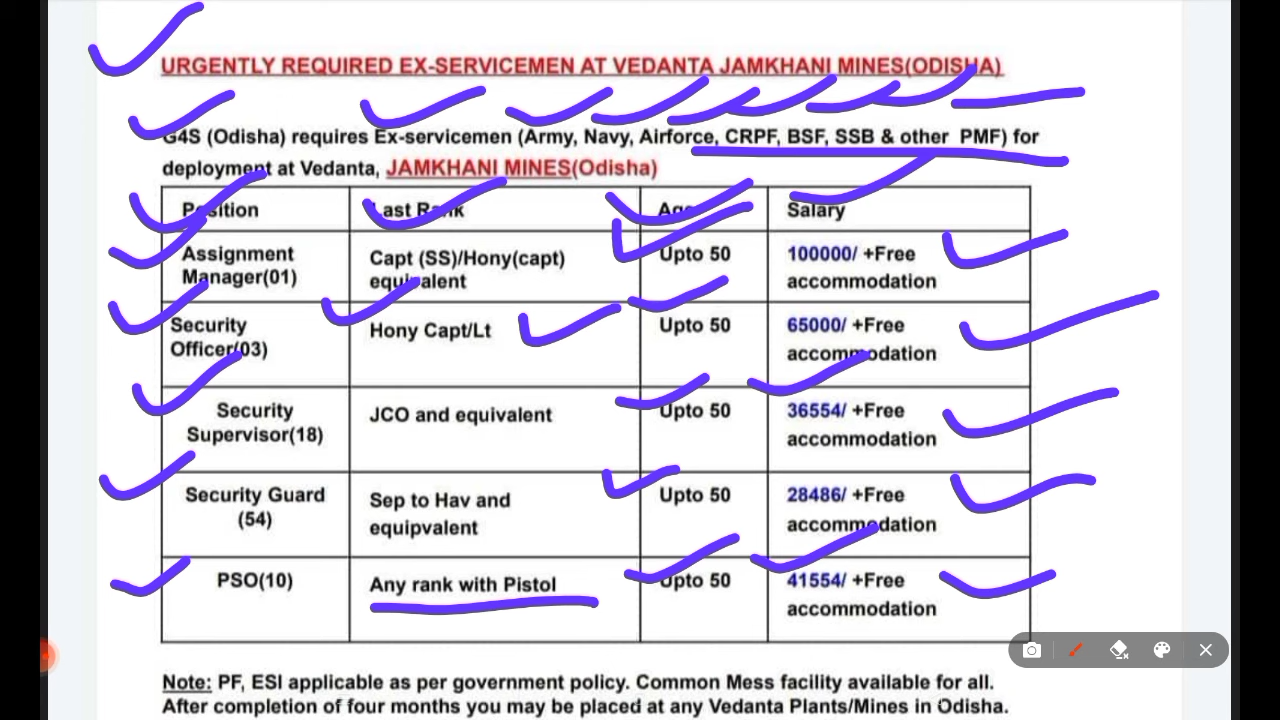 URGENTLY REQUIRED EX-SERVICEMEN AT VEDANTA JAMKHANI MINES(ODISHA)
G4S (Odisha) requires Ex-servicemen (Army, Navy, Airforce, CRPF, BSF, SSB & other PMF) for
deployment at Vedanta, JAMKHANI MINES(Odisha)
Position Last Rank Age Salary
Assignment Manager(01) Capt (SS)/Hony(capt) equivalent Upto 50 100000/ +Free accommodation
Security Officer(03) Hony Capt/Lt Upto 50 65000/ +Free accommodation
Security Supervisor(18) JCO and equivalent Upto 50 36554/ +Free accommodation
Security Guard (54) Sep to Hav and equipvalent Upto 50 28486/ +Free accommodation
PSO(10) Any rank with Pistol Upto 50 41554/ +Free accommodation
Note: PF, ESI applicable as per government policy. Common Mess facility available for all.
After completion of four months you may be placed at any Vedanta Plants/Mines in Odisha.